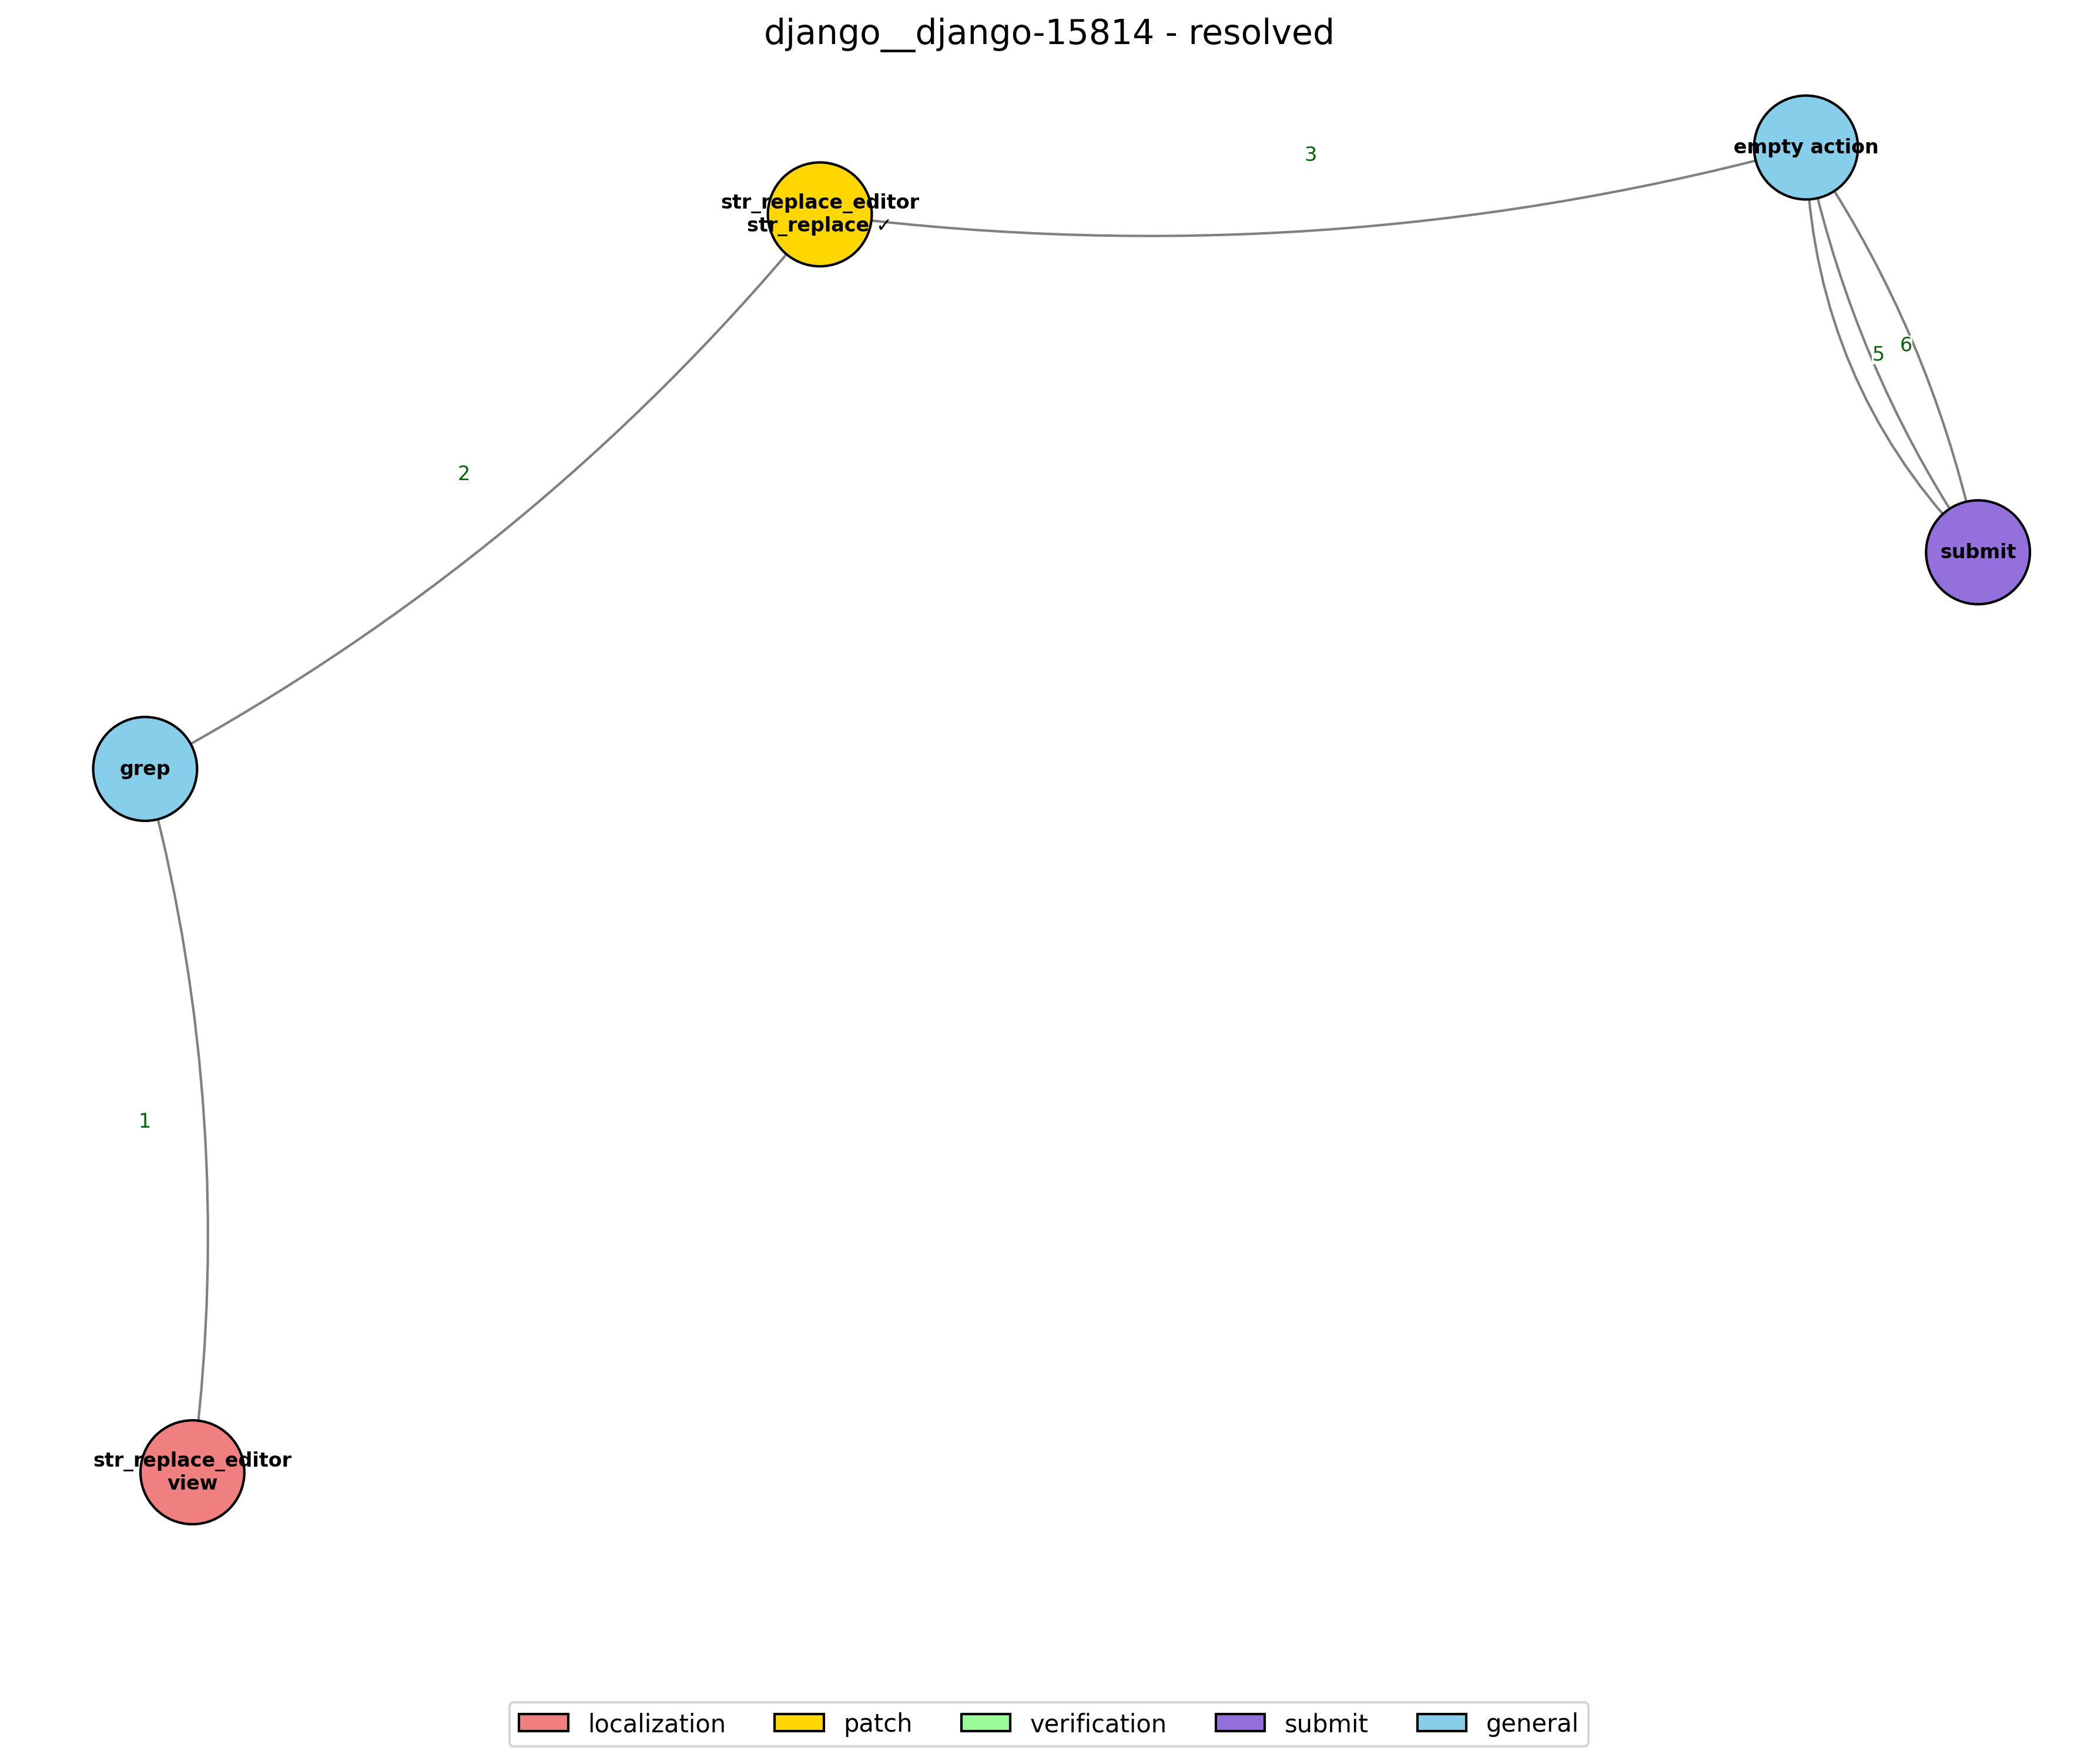 django__django-15814 - resolved
empty action
3
str_replace_editor
str_replace ✓
5
6
2
submit
grep
1
str_replace_editor
view
localization
patch
verification
submit
general